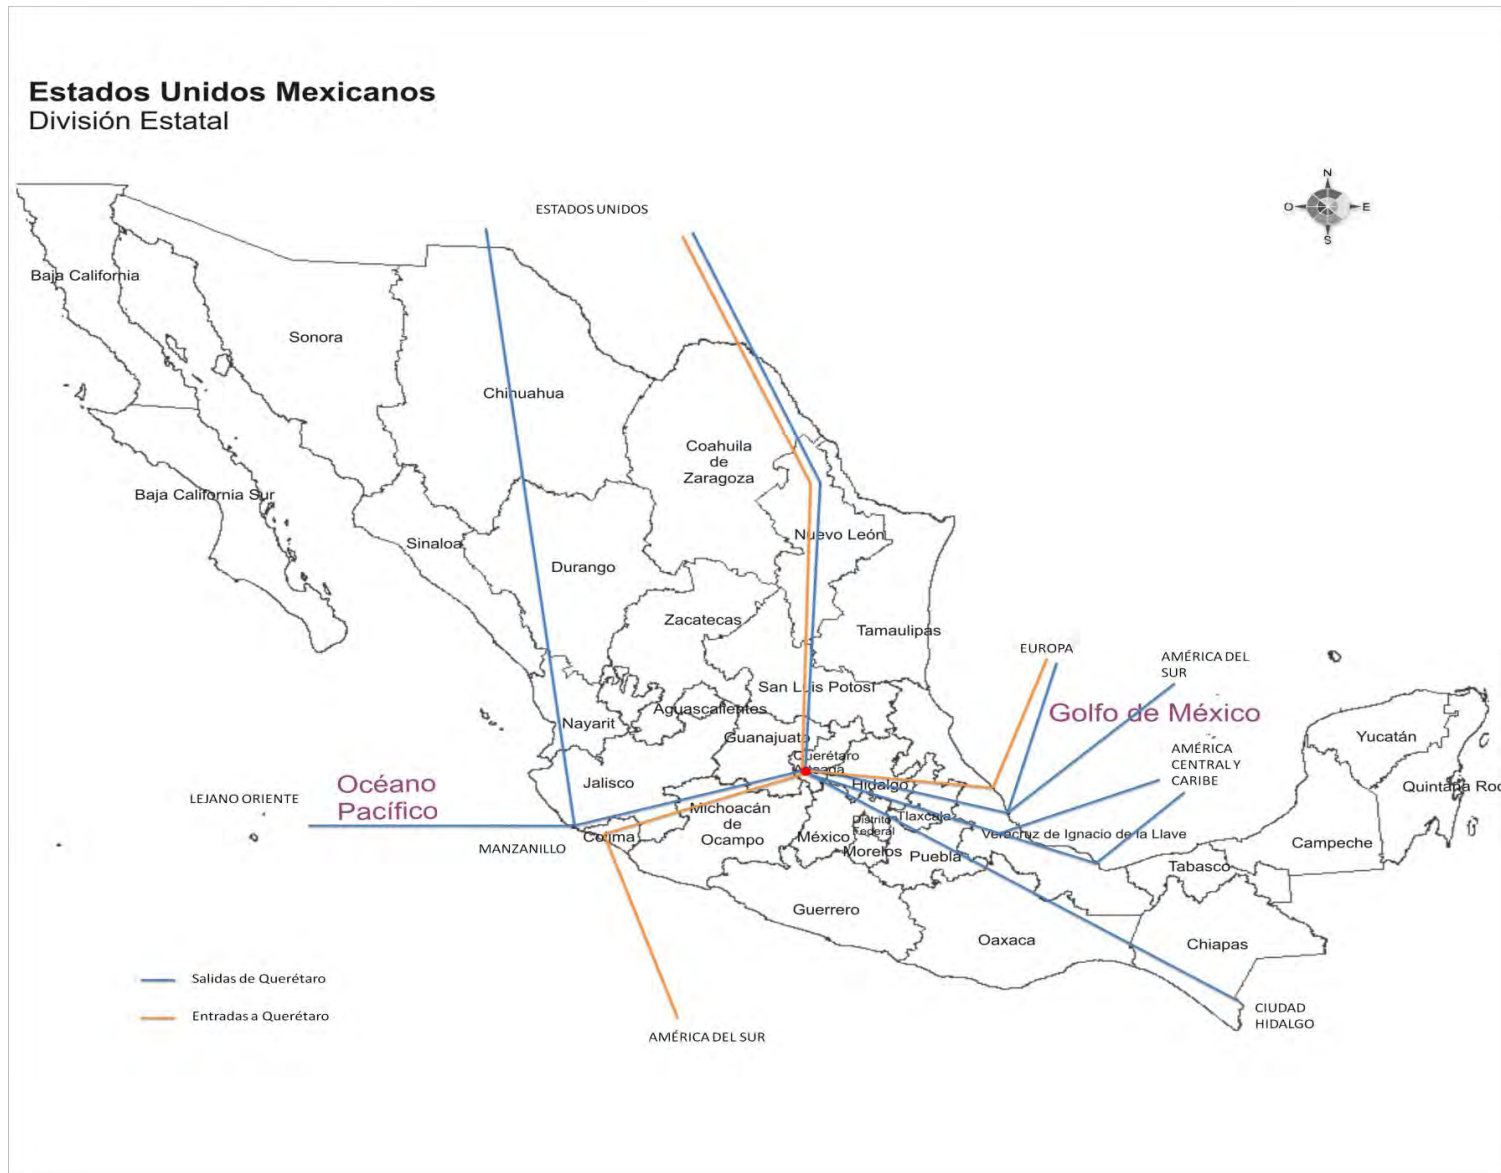 Estados Unidos Mexicanos
División Estatal
N
O
E
S
ESTADOS UNIDOS
Baja California
Sonora
Chihuahua
Coahuila
de
Zaragoza
Baja California Sur
Sinaloa
Nuevo León
Durango
Zacatecas
Tamaulipas
EUROPA
AMÉRICA DEL
SUR
San Luis Potosí
Aguascalientes
Golfo de México
Nayarit
Guanajuato
Yucatán
Querétaro
AMÉRICA
CENTRAL Y
CARIBE
Océano
Pacífico
Jalisco
Hidalgo
Quintana Roo
LEJANO ORIENTE
Michoacán
de
Ocampo
Distrito
Federal
Tlaxcala
Colima
México
Veracruz de Ignacio de la Llave
Campeche
MANZANILLO
Morelos
Puebla
Tabasco
Guerrero
Oaxaca
Chiapas
Salidas de Querétaro
Entradas a Querétaro
CIUDAD
HIDALGO
AMÉRICA DEL SUR